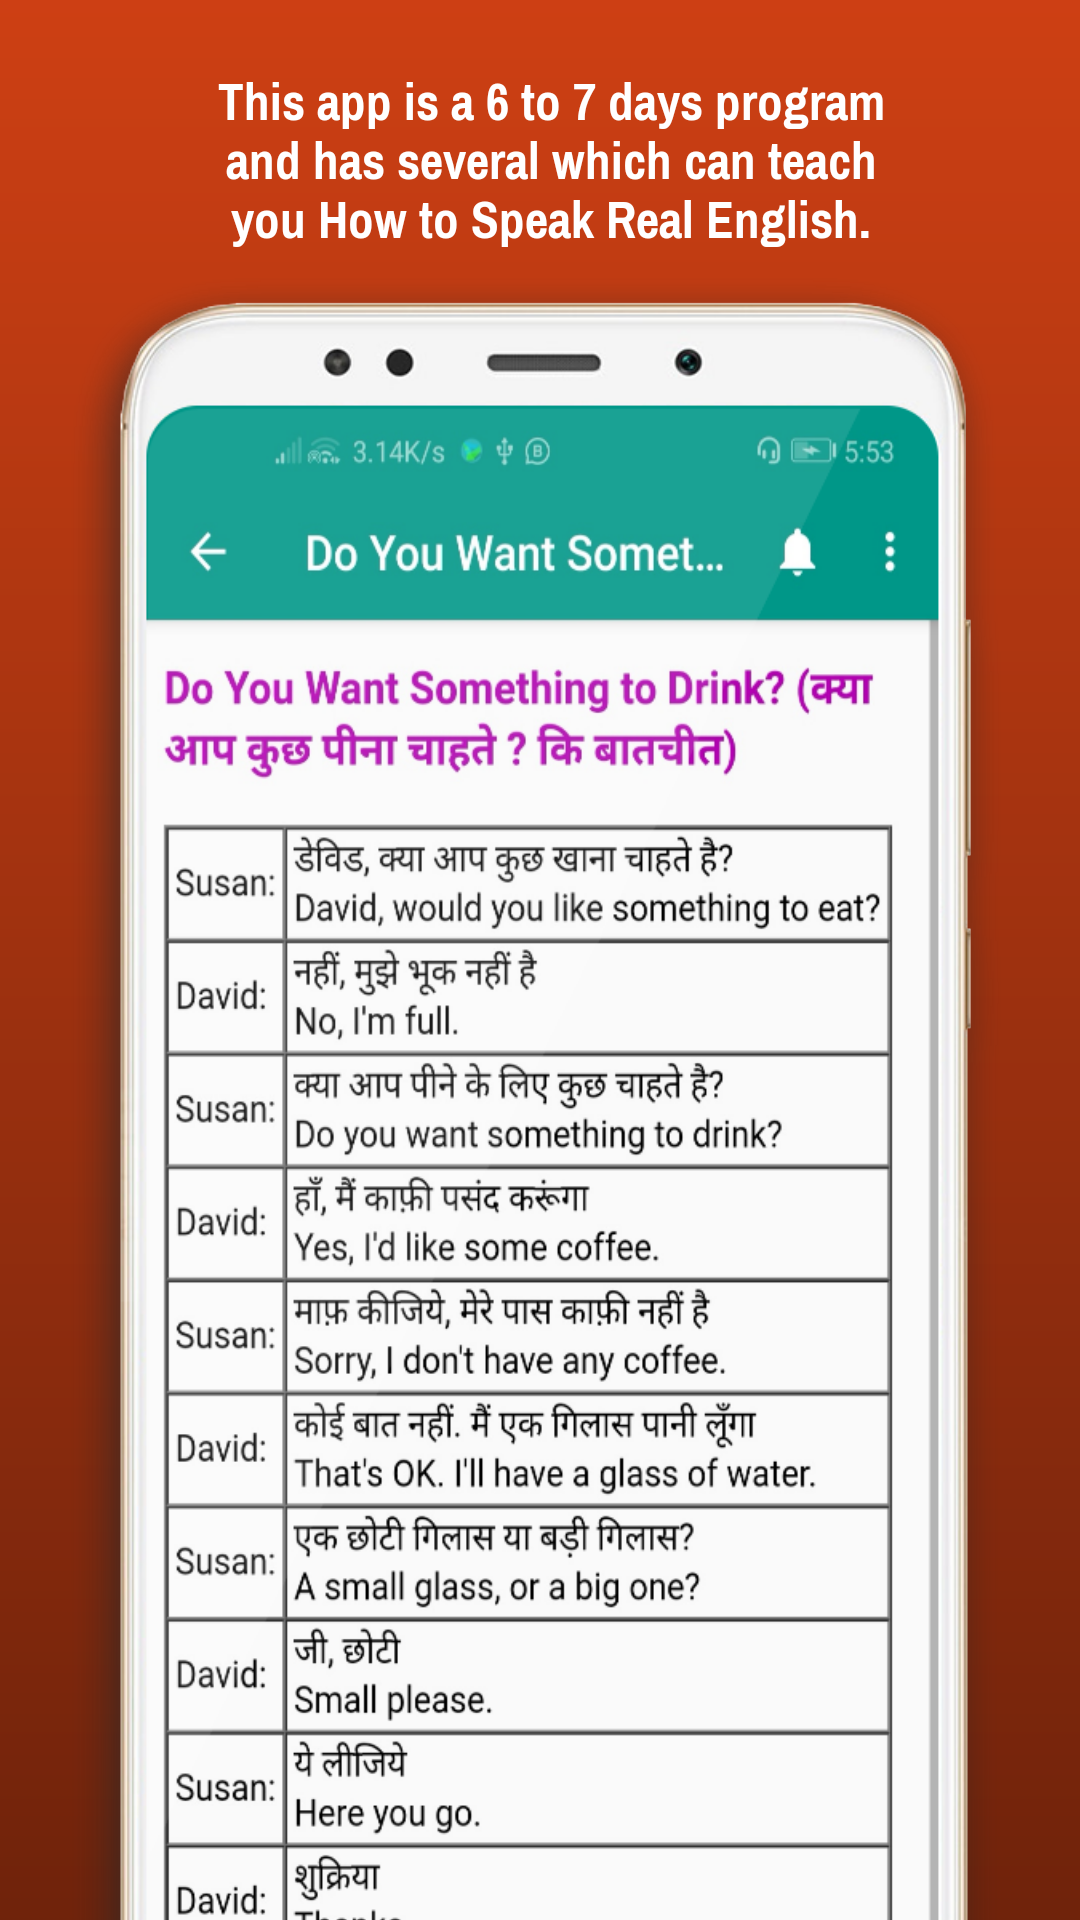 This app is a 6 to 7 days program
and has several which can teach
you How to Speak Real English.
3.14K/s
5:53
Do You Want Somet...
Do You Want Something to Drink? (क्या
आप कुछ पीना चाहते ? कि बातचीत)
Susan:
डेविड, क्या आप कुछ खाना चाहते है?
David, would you like something to eat?
David:
नहीं, मुझे भूक नहीं है
No, I'm full.
Susan:
क्या आप पीने के लिए कुछ चाहते है?
Do you want something to drink?
David:
हाँ, मैं काफ़ी पसंद करूंगा
Yes, I'd like some coffee.
Susan:
माफ़ कीजिये, मेरे पास काफ़ी नहीं है
Sorry, I don't have any coffee.
David:
कोई बात नहीं. मैं एक गिलास पानी लूँगा
That's OK. I'll have a glass of water.
Susan:
एक छोटी गिलास या बड़ी गिलास?
A small glass, or a big one?
David:
जी, छोटी
Small please.
Susan:
ये लीजिये
Here you go.
David:
शुक्रिया